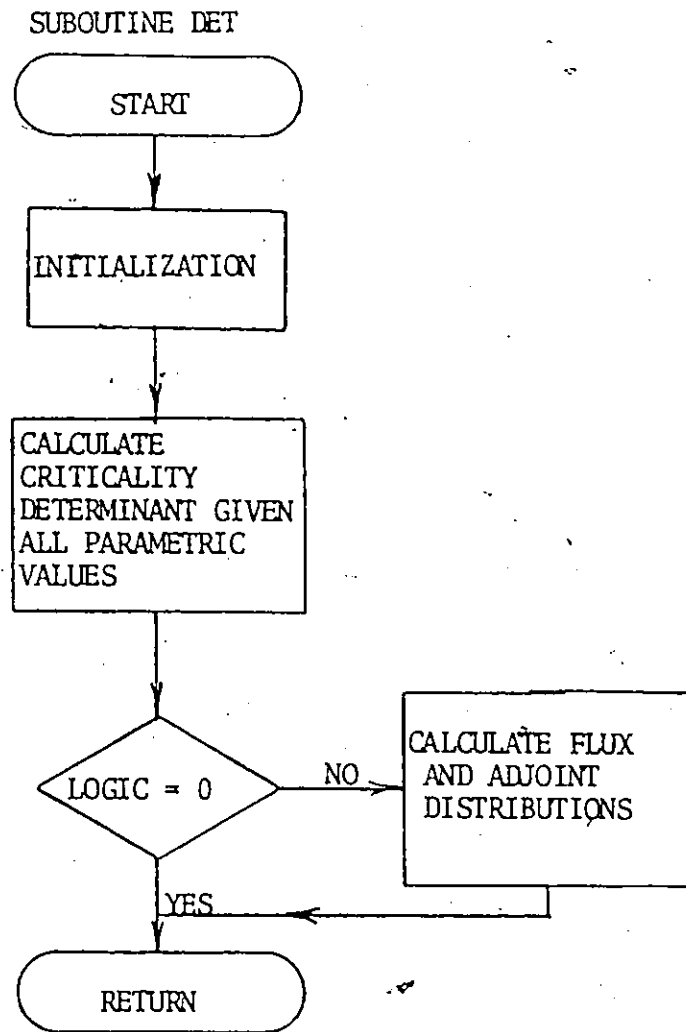 SUBOUTINE DET
START
INITIALIZATION
CALCULATE
CRITICALITY
DETERMINANT GIVEN
ALL PARAMETRIC
VALUES
LOGIC = 0
NO
CALCULATE FLUX
AND ADJOINT
DISTRIBUTIONS
YES
RETURN